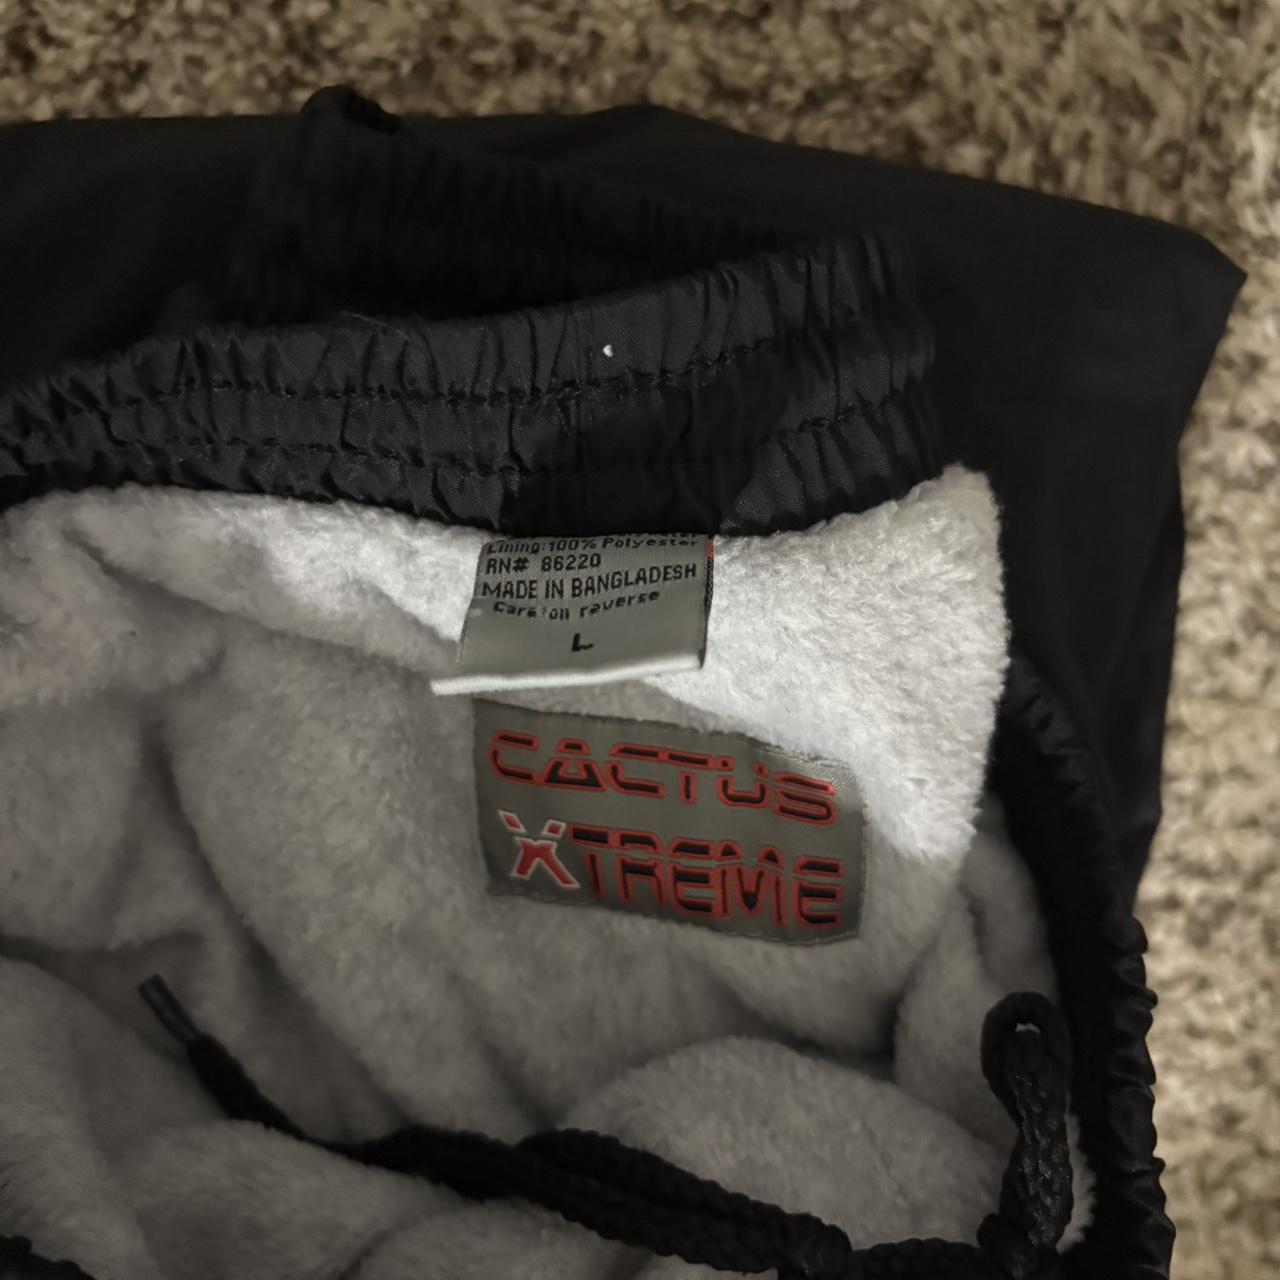 Lining:100% Polyester
RN# 86220
MADE IN BANGLADESH
Care on reverse
L
CACTUS
XTREME